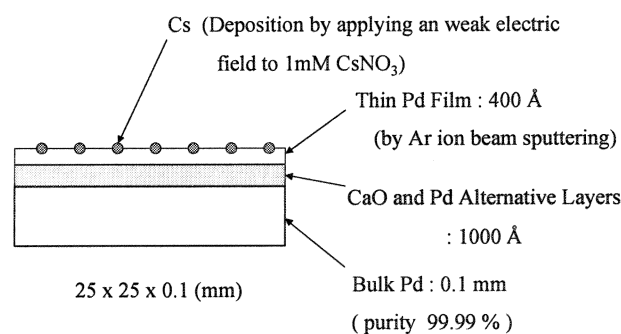 Cs (Deposition by applying an weak electric
field to 1mM CsNO₃)
Thin Pd Film : 400 Å
(by Ar ion beam sputtering)
CaO and Pd Alternative Layers
: 1000 Å
Bulk Pd : 0.1 mm
( purity 99.99 % )
25 x 25 x 0.1 (mm)